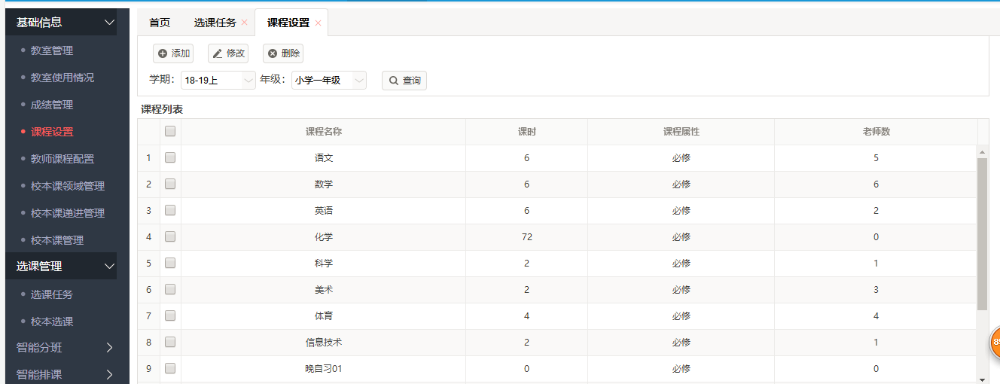 基础信息
教室管理
教室使用情况
成绩管理
课程设置
教师课程配置
校本课领域管理
校本课递进管理
校本课管理
选课管理
选课任务
校本选课
智能分班
智能排课
首页 选课任务 课程设置
添加 修改 删除
学期: 18-19上 年级: 小学一年级 查询
课程列表
课程名称 课时 课程属性 老师数
1 语文 6 必修 5
2 数学 6 必修 6
3 英语 6 必修 2
4 化学 72 必修 0
5 科学 2 必修 1
6 美术 2 必修 3
7 体育 4 必修 4
8 信息技术 2 必修 1
9 晚自习01 0 必修 0